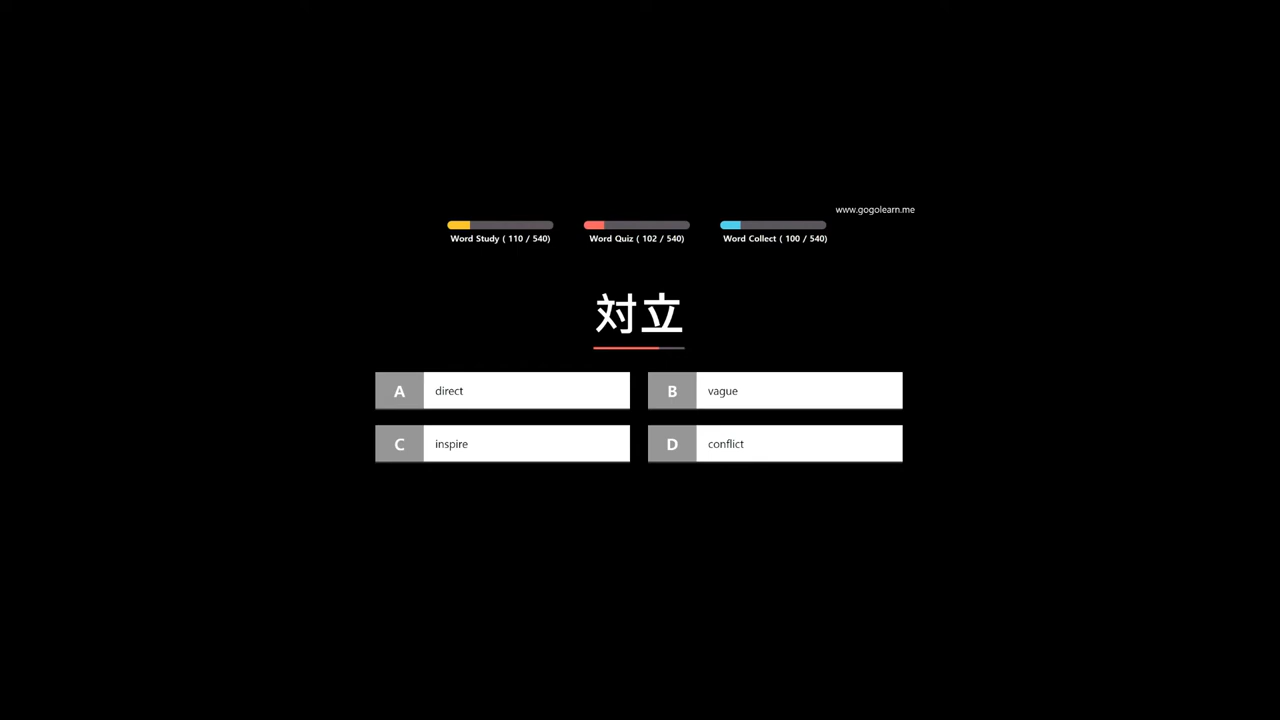 www.gogolearn.me
Word Study ( 110 / 540)
Word Quiz ( 102 / 540)
Word Collect ( 100 / 540)
対立
A direct
B vague
C inspire
D conflict